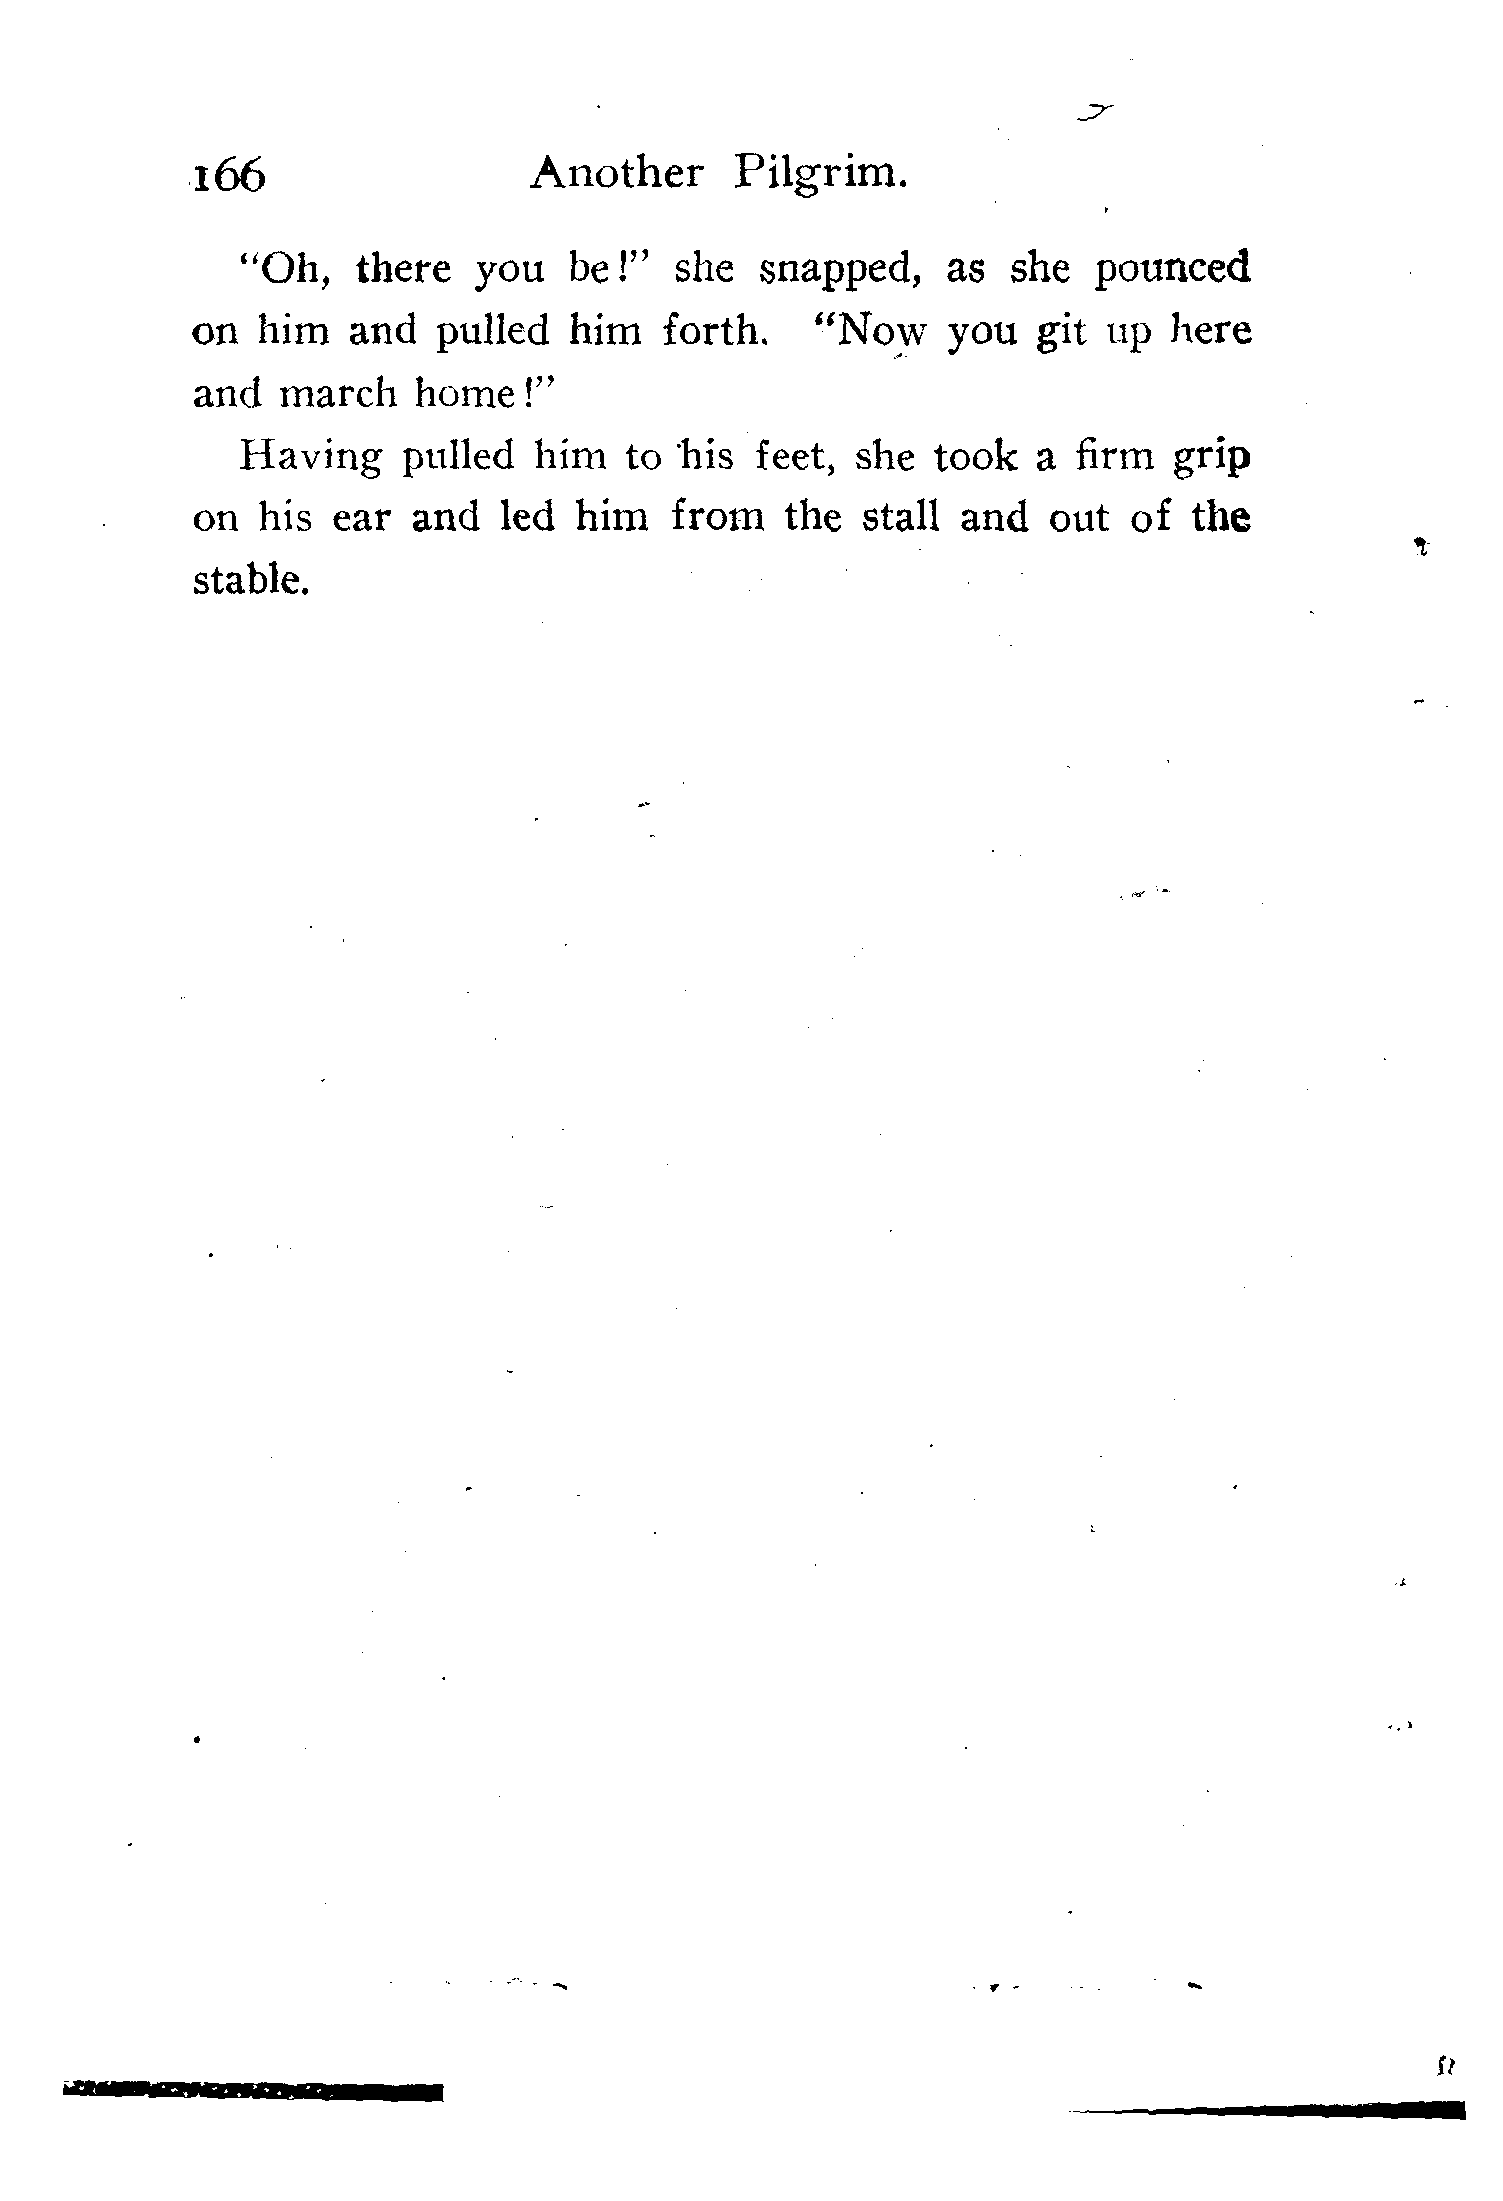 166 Another Pilgrim.
“Oh, there you be!” she snapped, as she pounced
on him and pulled him forth. “Now you git up here
and march home!”
Having pulled him to his feet, she took a firm grip
on his ear and led him from the stall and out of the
stable.